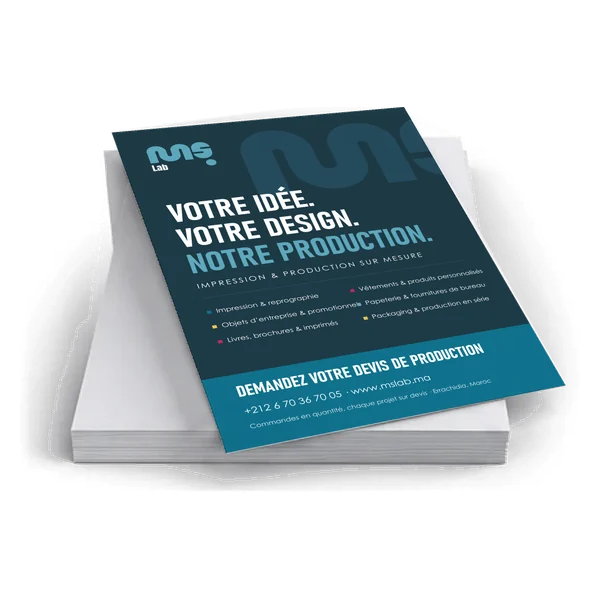 ms
Lab
ms
VOTRE IDÉE.
VOTRE DESIGN.
NOTRE PRODUCTION.
IMPRESSION & PRODUCTION SUR MESURE
Impression & reprographie
Objets d'entreprise & promotionnels
Livres, brochures & imprimés
Vêtements & produits personnalisés
Papeterie & fournitures de bureau
Packaging & production en série
DEMANDEZ VOTRE DEVIS DE PRODUCTION
+212 6 70 36 70 05 · www.mslab.ma
Commandes en quantité, chaque projet sur devis · Errachidia, Maroc